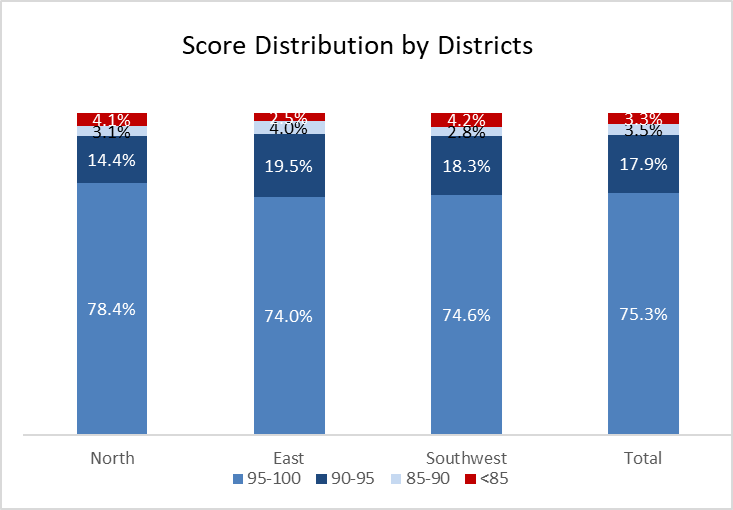 Score Distribution by Districts
4.1% 2.5% 4.2% 3.3%
3.1% 4.0% 2.8% 3.5%
14.4% 19.5% 18.3% 17.9%
78.4% 74.0% 74.6% 75.3%
North East Southwest Total
95-100 90-95 85-90 <85